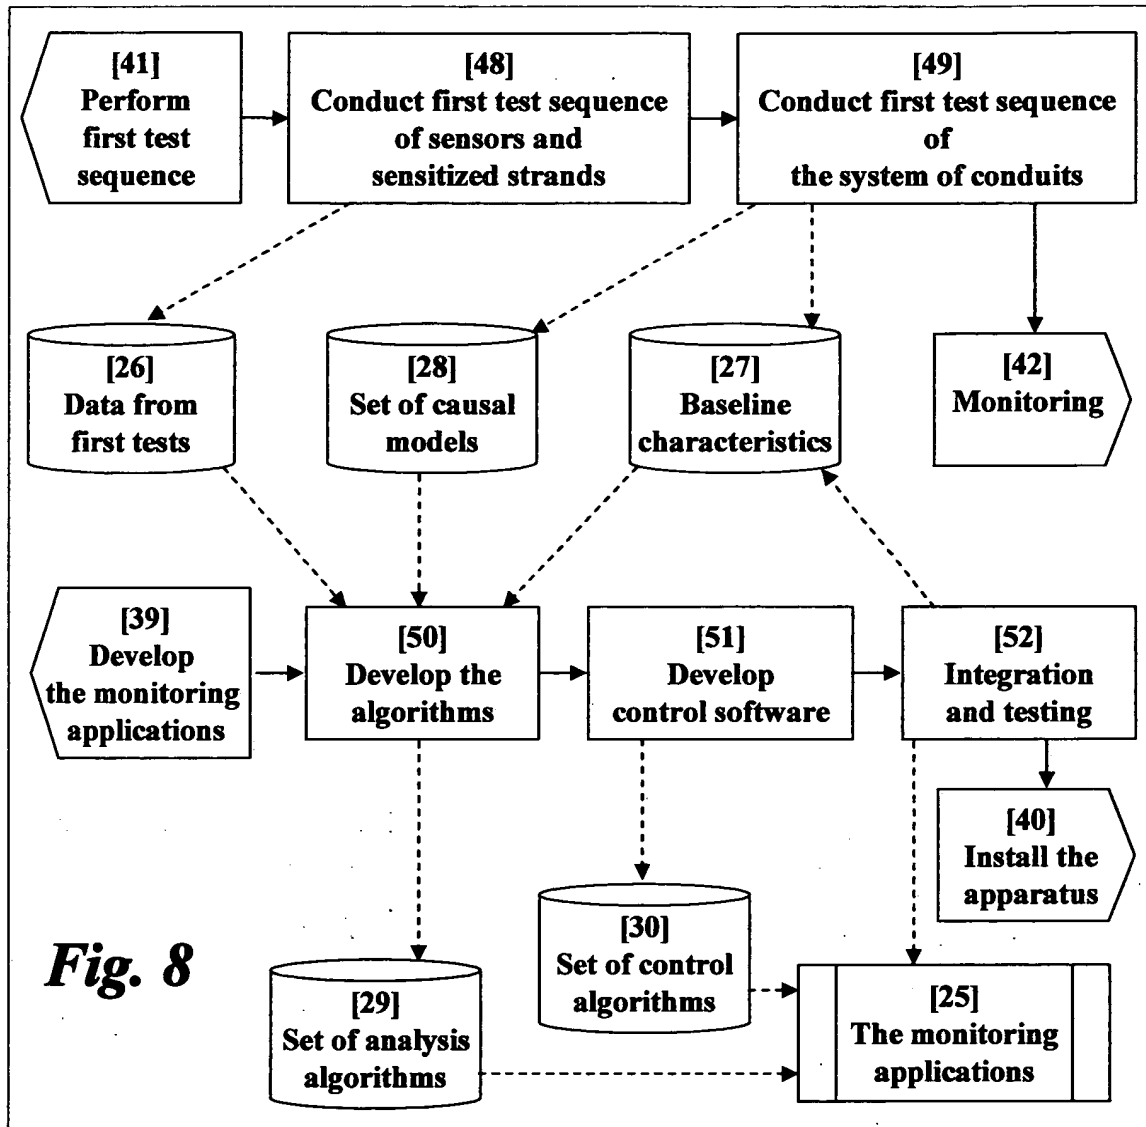 [41]
Perform
first test
sequence
[48]
Conduct first test sequence
of sensors and
sensitized strands
[49]
Conduct first test sequence
of
the system of conduits
[26]
Data from
first tests
[28]
Set of causal
models
[27]
Baseline
characteristics
[42]
Monitoring
[39]
Develop
the monitoring
applications
[50]
Develop the
algorithms
[51]
Develop
control software
[52]
Integration
and testing
[40]
Install the
apparatus
[30]
Set of control
algorithms
[29]
Set of analysis
algorithms
[25]
The monitoring
applications
Fig. 8